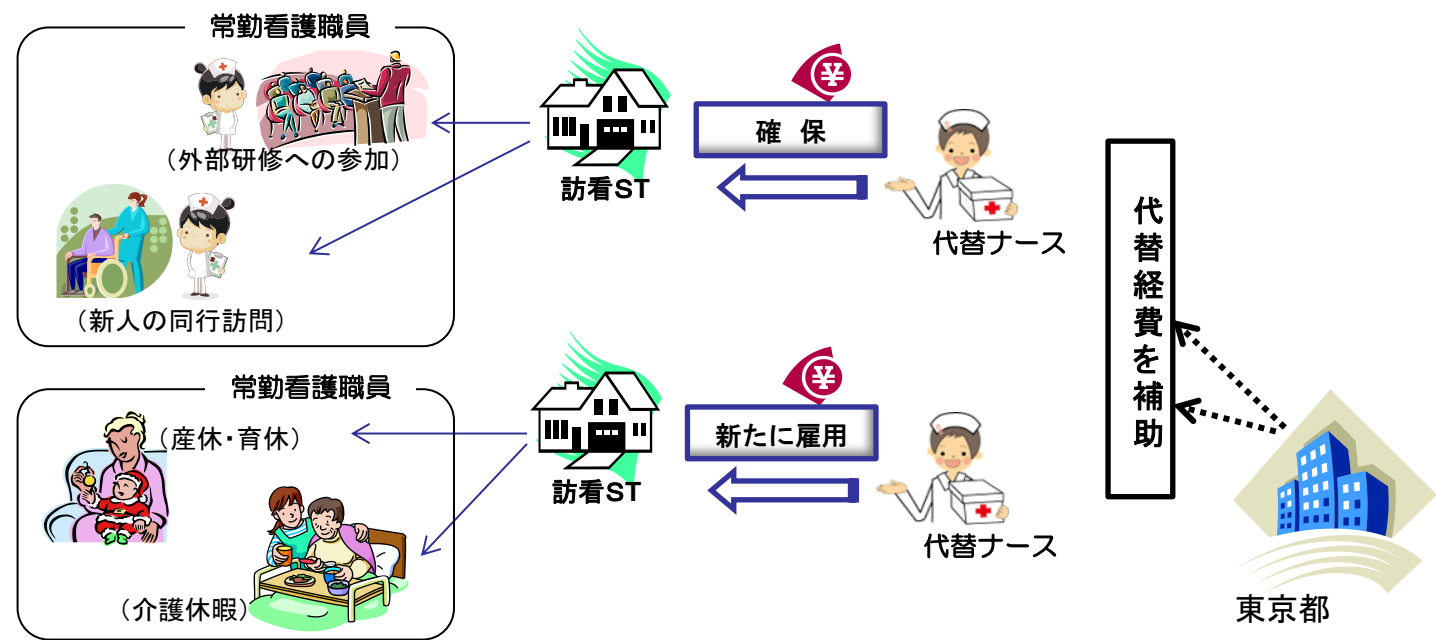 常勤看護職員
(外部研修への参加)
(新人の同行訪問)
訪看ST
¥
確 保
代替ナース
常勤看護職員
(産休・育休)
(介護休暇)
訪看ST
¥
新たに雇用
代替ナース
代替経費を補助
東京都